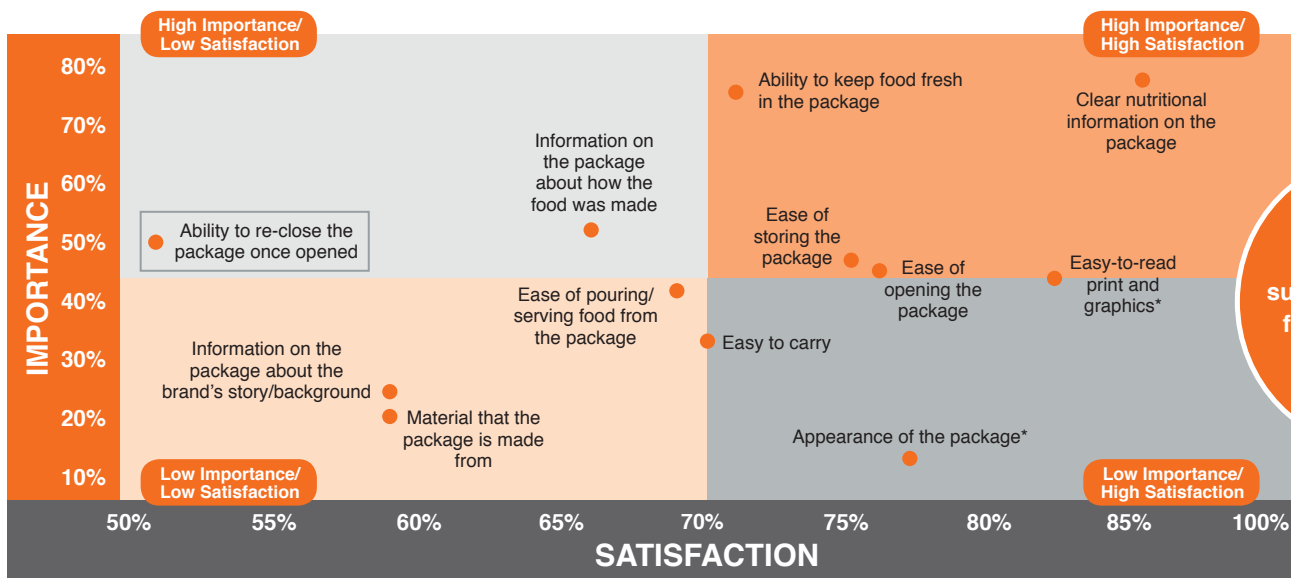 High Importance/
Low Satisfaction
High Importance/
High Satisfaction
IMPORTANCE
80%
70%
60%
50%
40%
30%
20%
10%
Ability to keep food fresh
in the package
Clear nutritional
information on the
package
Information on
the package
about how the
food was made
Ability to re-close the
package once opened
Ease of
storing the
package
Ease of
opening the
package
Easy-to-read
print and
graphics*
Ease of pouring/
serving food from
the package
Easy to carry
Information on the
package about the
brand’s story/background
Material that the
package is made
from
Appearance of the package*
Low Importance/
Low Satisfaction
Low Importance/
High Satisfaction
50%
55%
60%
65%
70%
75%
80%
85%
100%
SATISFACTION